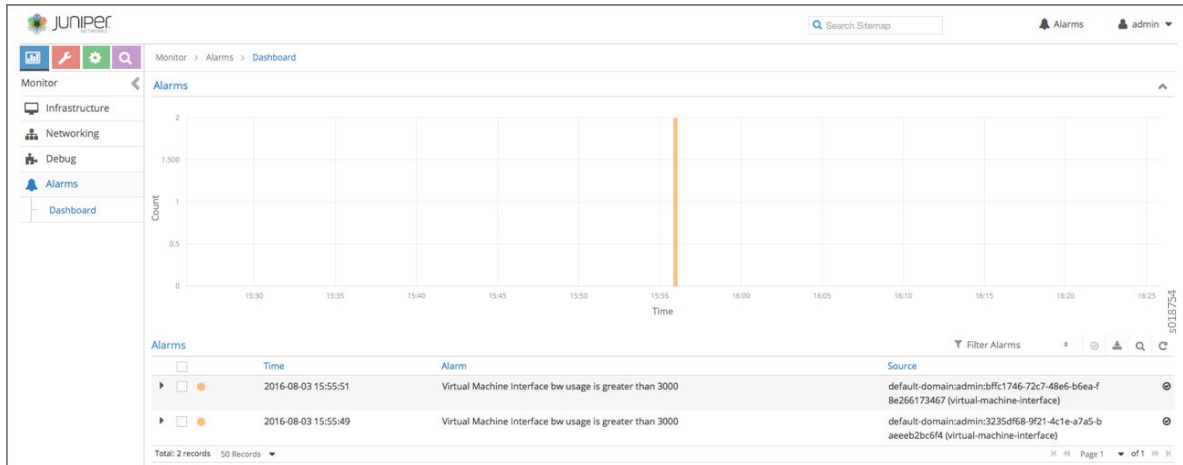 JUNIPER
NETWORKS
Search Sitemap
Alarms
admin
Monitor > Alarms > Dashboard
Monitor
Infrastructure
Networking
Debug
Alarms
Dashboard
Alarms
2
1,500
1
0.5
0
Count
15:30
15:35
15:40
15:45
15:50
15:55
16:00
16:05
16:10
16:15
16:20
16:25
Time
s018754
Alarms
Filter Alarms
Time
Alarm
Source
2016-08-03 15:55:51
Virtual Machine Interface bw usage is greater than 3000
default-domain:admin:bffc1746-72c7-48e6-b6ea-f
8e266173467 (virtual-machine-interface)
2016-08-03 15:55:49
Virtual Machine Interface bw usage is greater than 3000
default-domain:admin:3235df68-9f21-4c1e-a7a5-b
aeeeb2bc6f4 (virtual-machine-interface)
Total: 2 records
50 Records
Page 1
of 1